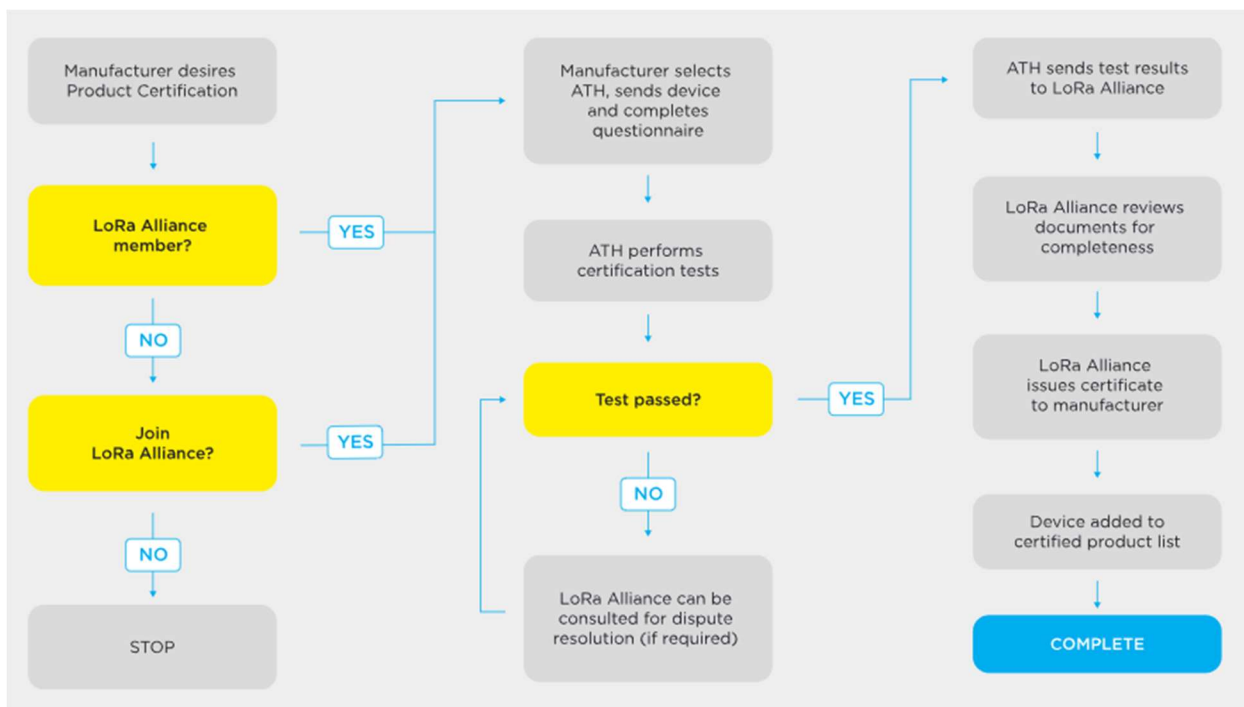 Manufacturer desires
Product Certification
LoRa Alliance
member?
YES
NO
Join
LoRa Alliance?
YES
NO
STOP
Manufacturer selects
ATH, sends device
and completes
questionnaire
ATH performs
certification tests
Test passed?
YES
NO
LoRa Alliance can be
consulted for dispute
resolution (if required)
ATH sends test results
to LoRa Alliance
LoRa Alliance reviews
documents for
completeness
LoRa Alliance
issues certificate
to manufacturer
Device added to
certified product list
COMPLETE